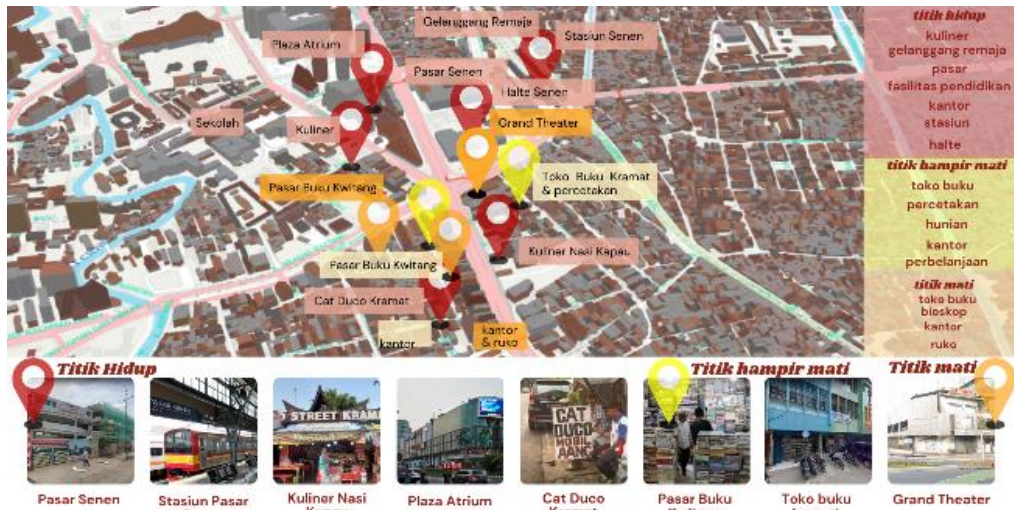 Gelanggang Remaja
Stasiun Senen
Plaza Atrium
Pasar Senen
Halte Senen
Sekolah
Kuliner
Grand Theater
Pasar Buku Kwitang
Toko Buku Kramat
& percetakan
Pasar Buku Kwitang
Kuliner Nasi Kapau
Cat Duco Kramat
kantor
kantor
& ruko
titik hidup
kuliner
gelanggang remaja
pasar
fasilitas pendidikan
kantor
stasiun
halte
titik hampir mati
toko buku
percetakan
hunian
kantor
perbelanjaan
titik mati
toko buku
bioskop
kantor
ruko
Titik Hidup
Titik hampir mati
Titik mati
STREET KRAM
CAT
DUCO
MOBIL
Pasar Senen
Stasiun Pasar
Kuliner Nasi
Plaza Atrium
Cat Duco
Pasar Buku
Toko buku
Grand Theater